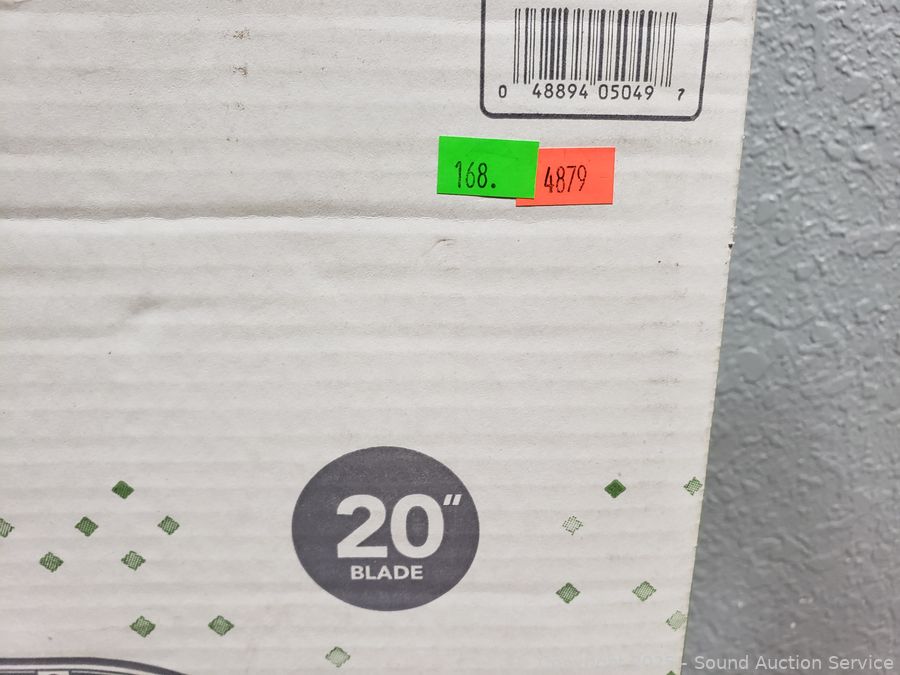 0 48894 05049 7
168.
4879
20"
BLADE
- Sound Auction Service